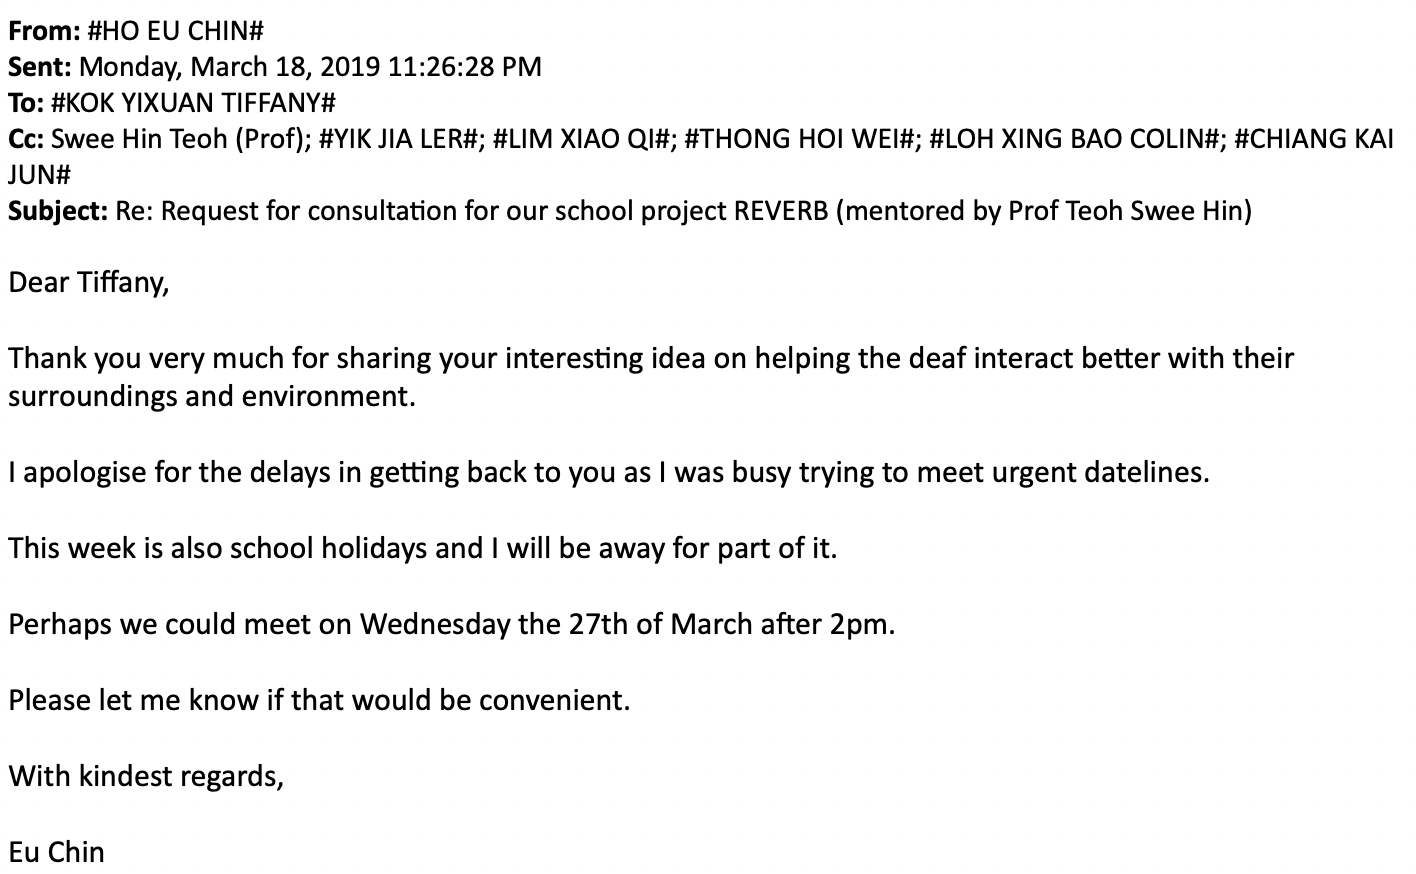 From: #HO EU CHIN#
Sent: Monday, March 18, 2019 11:26:28 PM
To: #KOK YIXUAN TIFFANY#
Cc: Swee Hin Teoh (Prof); #YIK JIA LER#; #LIM XIAO QI#; #THONG HOI WEI#; #LOH XING BAO COLIN#; #CHIANG KAI
JUN#
Subject: Re: Request for consultation for our school project REVERB (mentored by Prof Teoh Swee Hin)
Dear Tiffany,
Thank you very much for sharing your interesting idea on helping the deaf interact better with their
surroundings and environment.
I apologise for the delays in getting back to you as I was busy trying to meet urgent datelines.
This week is also school holidays and I will be away for part of it.
Perhaps we could meet on Wednesday the 27th of March after 2pm.
Please let me know if that would be convenient.
With kindest regards,
Eu Chin